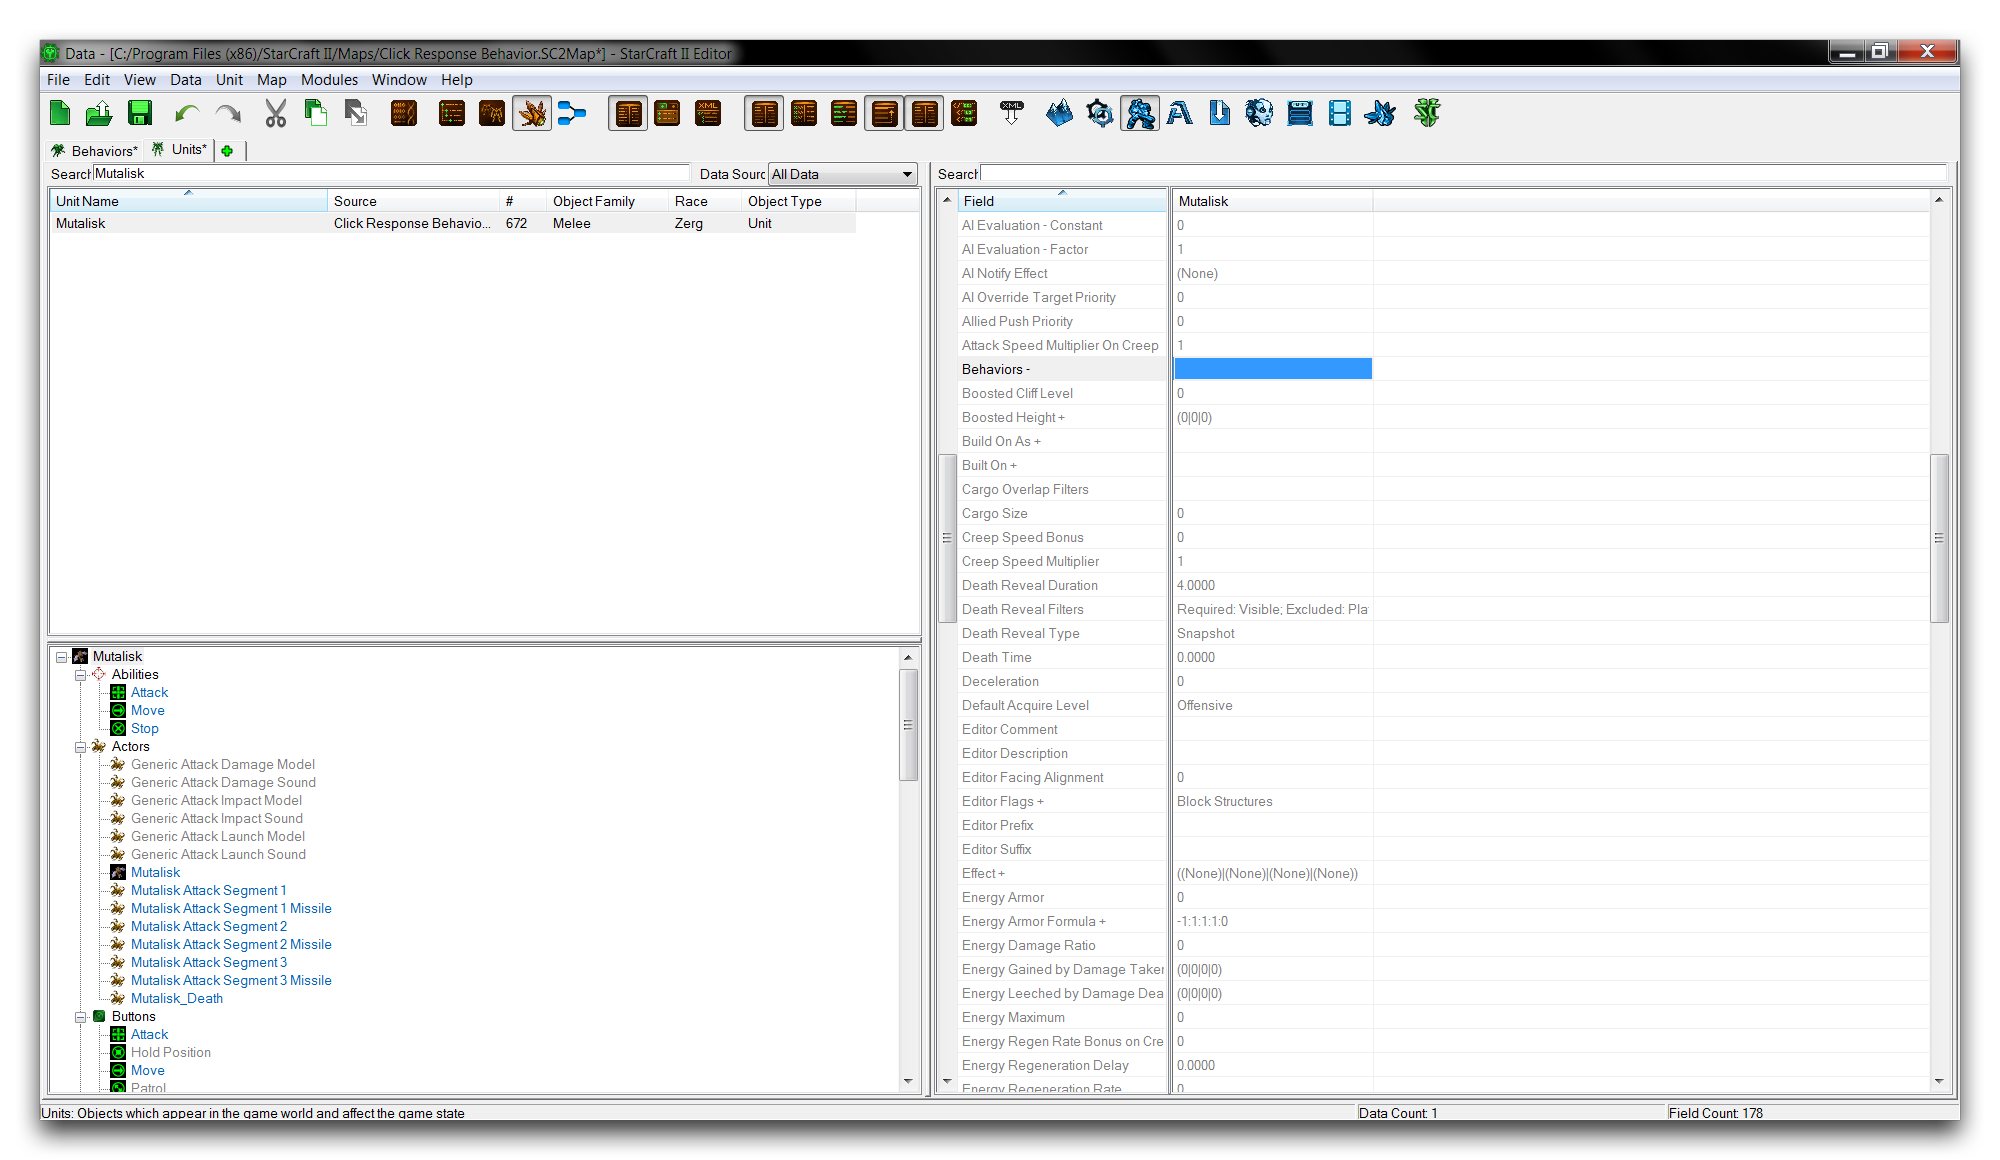 Data - [C:/Program Files (x86)/StarCraft II/Maps/Click Response Behavior.SC2Map*] - StarCraft II Editor
File Edit View Data Unit Map Modules Window Help
Behaviors* Units*
Search Mutalisk Data Sourc All Data
Unit Name Source # Object Family Race Object Type
Mutalisk Click Response Behavio... 672 Melee Zerg Unit
Mutalisk
Abilities
Attack
Move
Stop
Actors
Generic Attack Damage Model
Generic Attack Damage Sound
Generic Attack Impact Model
Generic Attack Impact Sound
Generic Attack Launch Model
Generic Attack Launch Sound
Mutalisk
Mutalisk Attack Segment 1
Mutalisk Attack Segment 1 Missile
Mutalisk Attack Segment 2
Mutalisk Attack Segment 2 Missile
Mutalisk Attack Segment 3
Mutalisk Attack Segment 3 Missile
Mutalisk_Death
Buttons
Attack
Hold Position
Move
Patrol
Search
Field Mutalisk
AI Evaluation - Constant 0
AI Evaluation - Factor 1
AI Notify Effect (None)
AI Override Target Priority 0
Allied Push Priority 0
Attack Speed Multiplier On Creep 1
Behaviors -
Boosted Cliff Level 0
Boosted Height + (0|0|0)
Build On As +
Built On +
Cargo Overlap Filters
Cargo Size 0
Creep Speed Bonus 0
Creep Speed Multiplier 1
Death Reveal Duration 4.0000
Death Reveal Filters Required: Visible; Excluded: Pla
Death Reveal Type Snapshot
Death Time 0.0000
Deceleration 0
Default Acquire Level Offensive
Editor Comment
Editor Description
Editor Facing Alignment 0
Editor Flags + Block Structures
Editor Prefix
Editor Suffix
Effect + ((None)|(None)|(None)|(None))
Energy Armor 0
Energy Armor Formula + -1:1:1:1:0
Energy Damage Ratio 0
Energy Gained by Damage Taker (0|0|0|0)
Energy Leeched by Damage Dea (0|0|0|0)
Energy Maximum 0
Energy Regen Rate Bonus on Cre 0
Energy Regeneration Delay 0.0000
Energy Regeneration Rate 0
Units: Objects which appear in the game world and affect the game state Data Count: 1 Field Count: 178